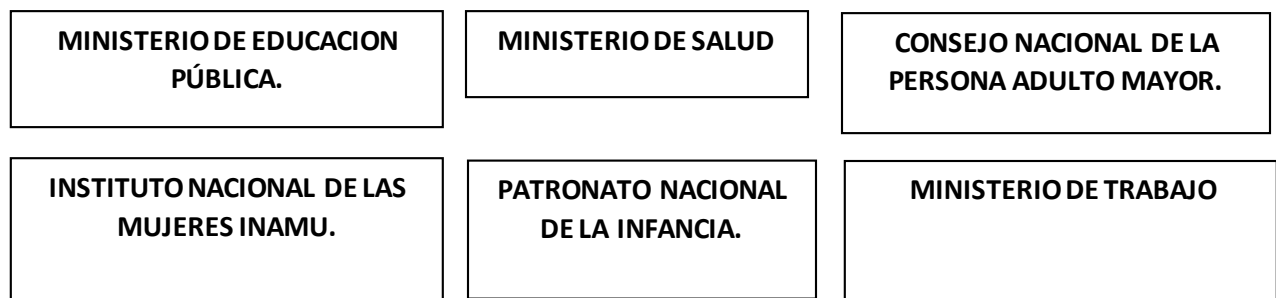 MINISTERIO DE EDUCACION
PÚBLICA.
MINISTERIO DE SALUD
CONSEJO NACIONAL DE LA
PERSONA ADULTO MAYOR.
INSTITUTO NACIONAL DE LAS
MUJERES INAMU.
PATRONATO NACIONAL
DE LA INFANCIA.
MINISTERIO DE TRABAJO